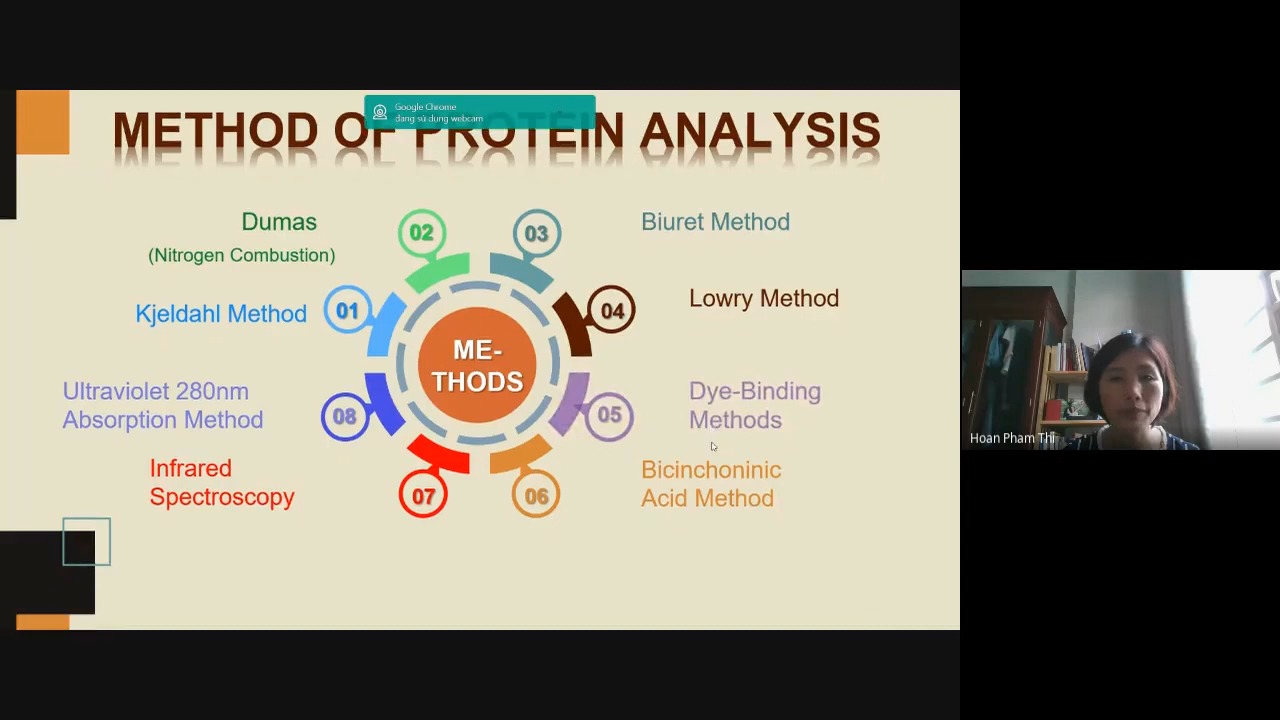 METHOD OF PROTEIN ANALYSIS
Google Chrome
đang sử dụng webcam
Dumas
(Nitrogen Combustion)
02
03
Biuret Method
Kjeldahl Method
01
04
Lowry Method
ME-
THODS
Ultraviolet 280nm
Absorption Method
08
05
Dye-Binding
Methods
Infrared
Spectroscopy
07
06
Bicinchoninic
Acid Method
Hoan Pham Thi